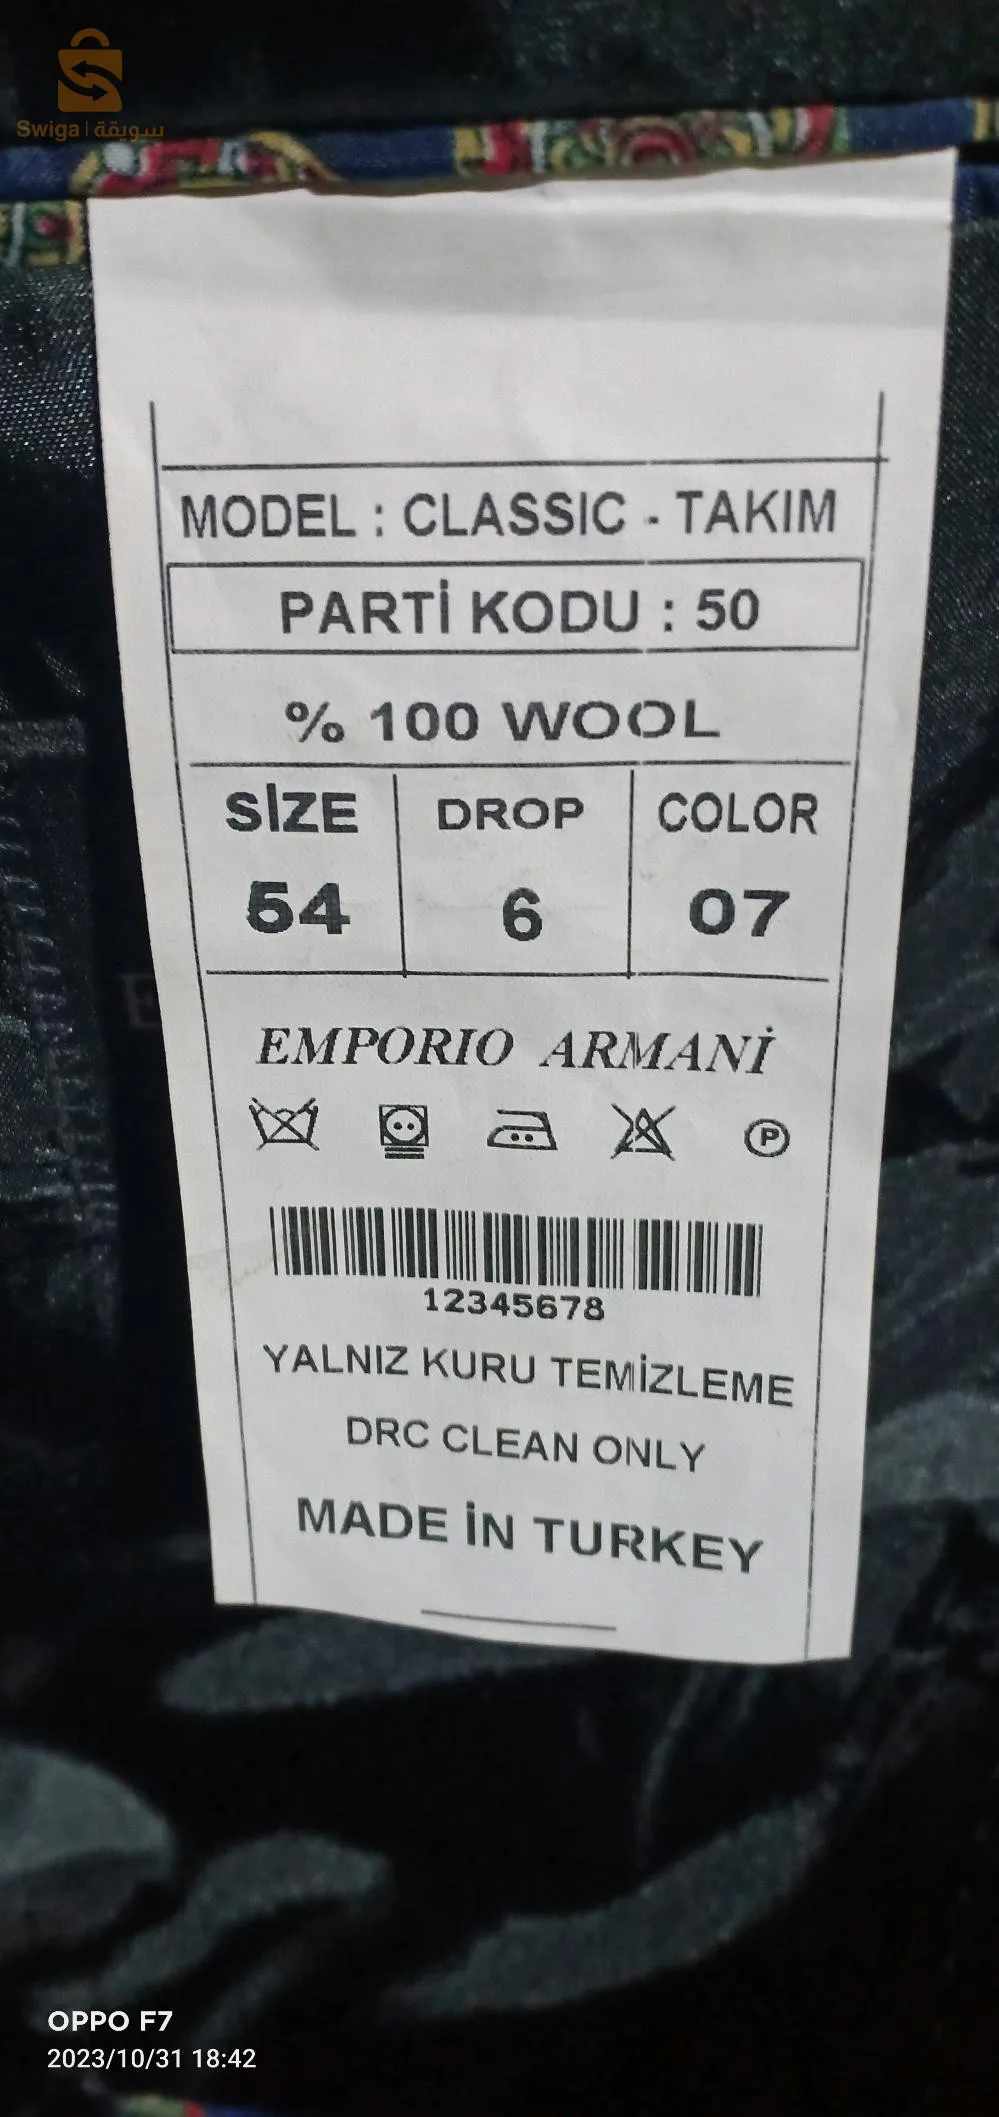 Swiga | سويقة
MODEL : CLASSIC - TAKIM
PARTİ KODU : 50
% 100 WOOL
SİZE DROP COLOR
54 6 07
EMPORIO ARMANİ
P
12345678
YALNIZ KURU TEMİZLEME
DRC CLEAN ONLY
MADE İN TURKEY
OPPO F7
2023/10/31 18:42